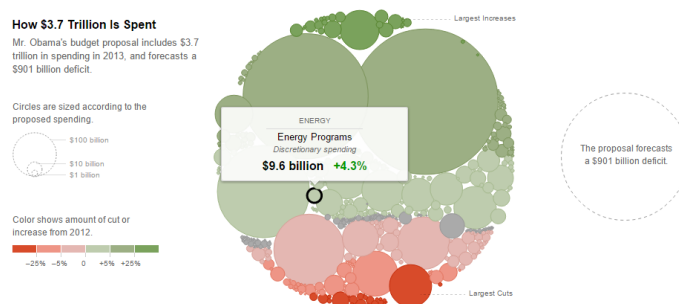 How $3.7 Trillion Is Spent
Mr. Obama's budget proposal includes $3.7
trillion in spending in 2013, and forecasts a
$901 billion deficit.
Circles are sized according to the
proposed spending.
$100 billion
$10 billion
$1 billion
Color shows amount of cut or
increase from 2012.
−25% −5% 0 +5% +25%
Largest Increases
ENERGY
Energy Programs
Discretionary spending
$9.6 billion +4.3%
Largest Cuts
The proposal forecasts
a $901 billion deficit.